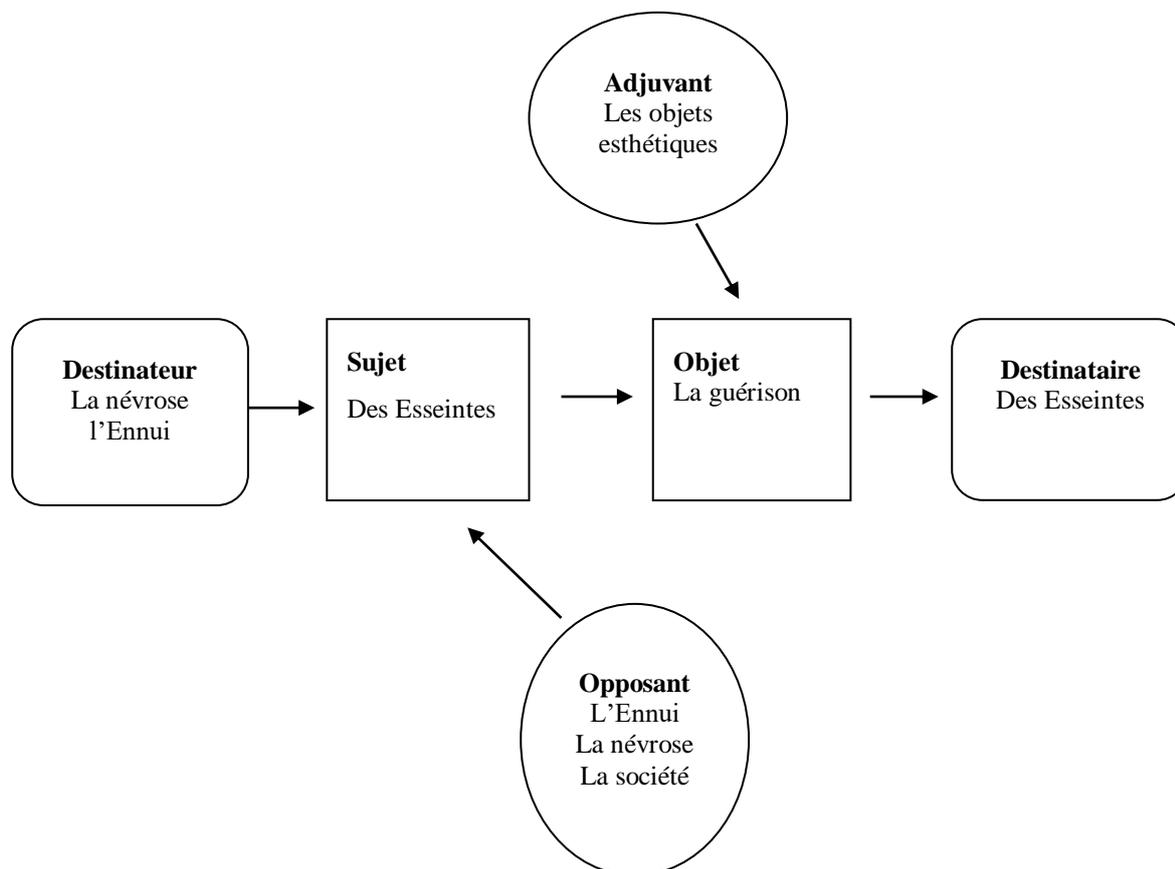 Adjuvant
Les objets
esthétiques
Destinateur
La névrose
l’Ennui
Sujet
Des Esseintes
Objet
La guérison
Destinataire
Des Esseintes
Opposant
L’Ennui
La névrose
La société